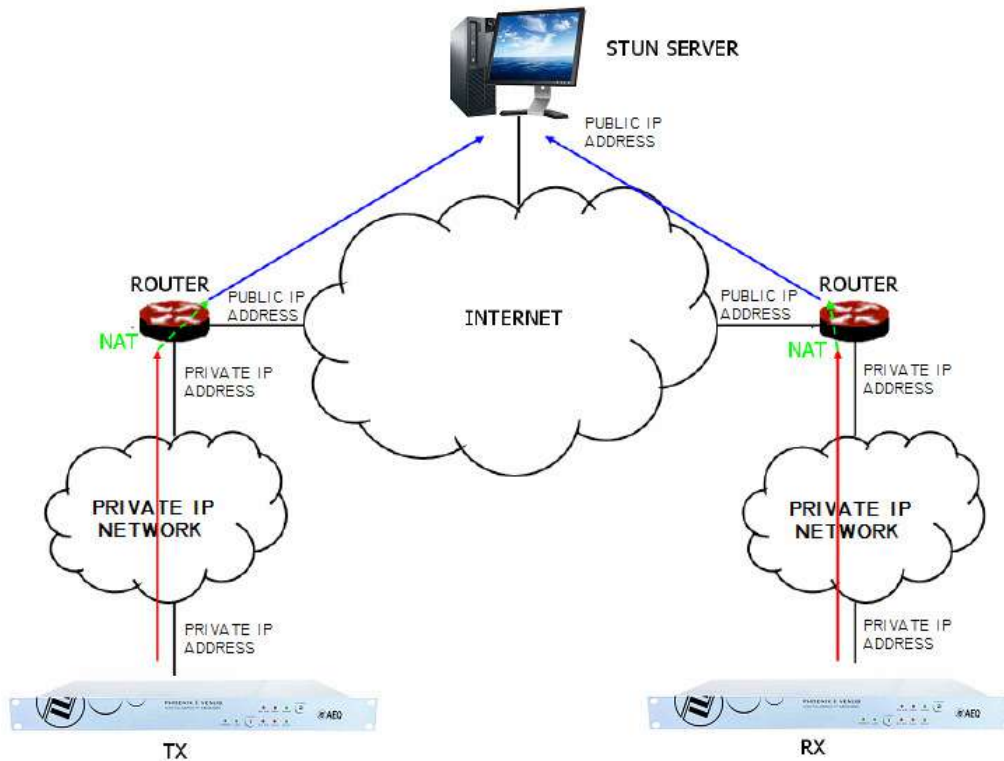 STUN SERVER
PUBLIC IP
ADDRESS
ROUTER
PUBLIC IP
ADDRESS
NAT
PRIVATE IP
ADDRESS
INTERNET
PUBLIC IP
ADDRESS
ROUTER
NAT
PRIVATE IP
ADDRESS
PRIVATE IP
NETWORK
PRIVATE IP
NETWORK
PRIVATE IP
ADDRESS
PRIVATE IP
ADDRESS
AEQ
AEQ
TX
RX